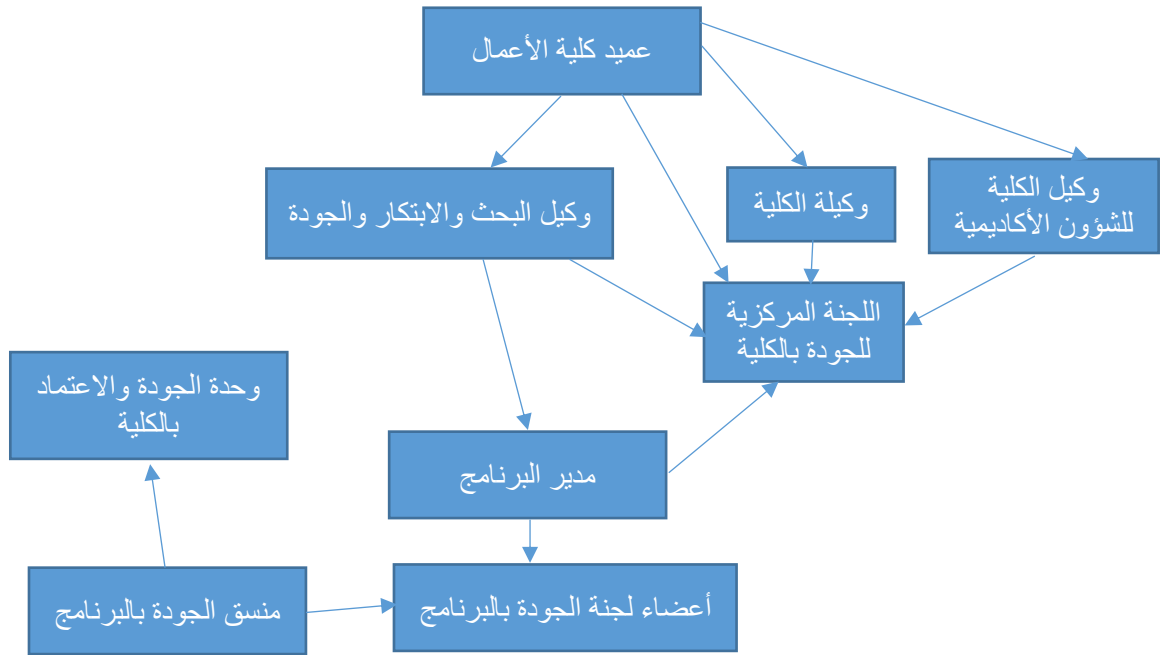 عميد كلية الأعمال
وكيل الكلية
للشؤون الأكاديمية
وكيلة الكلية
وكيل البحث والابتكار والجودة
اللجنة المركزية
للجودة بالكلية
وحدة الجودة والاعتماد
بالكلية
مدير البرنامج
أعضاء لجنة الجودة بالبرنامج
منسق الجودة بالبرنامج